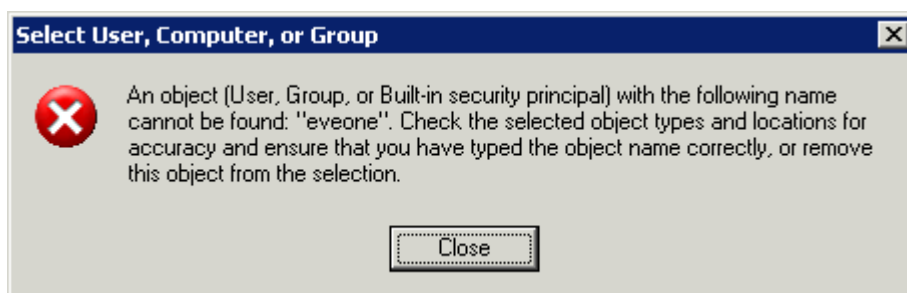 Select User, Computer, or Group
An object (User, Group, or Built-in security principal) with the following name
cannot be found: "eveone". Check the selected object types and locations for
accuracy and ensure that you have typed the object name correctly, or remove
this object from the selection.
Close